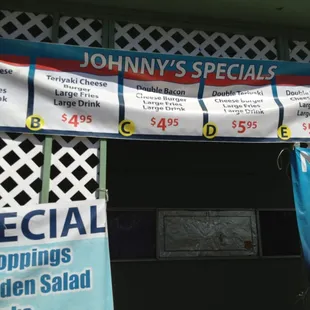 JOHNNY'S SPECIALS
Teriyaki Cheese
Burger
Large Fries
Large Drink
B $4.95
Double Bacon
Cheese Burger
Large Fries
Large Drink
C $4.95
Double Teriyaki
Cheese Burger
Large Fries
Large Drink
D $5.95
E
ECIAL
oppings
den Salad